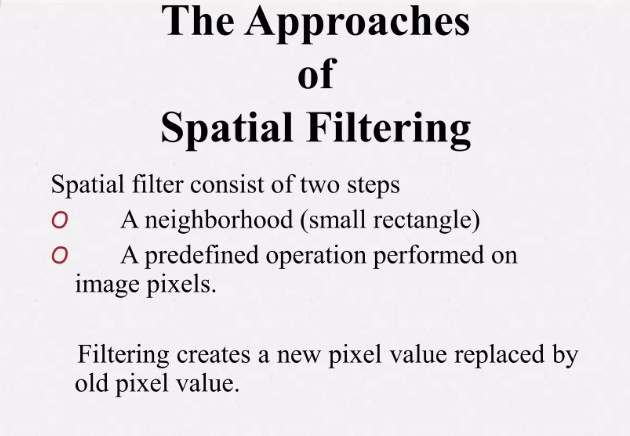 The Approaches
of
Spatial Filtering
Spatial filter consist of two steps
O A neighborhood (small rectangle)
O A predefined operation performed on
image pixels.
Filtering creates a new pixel value replaced by
old pixel value.